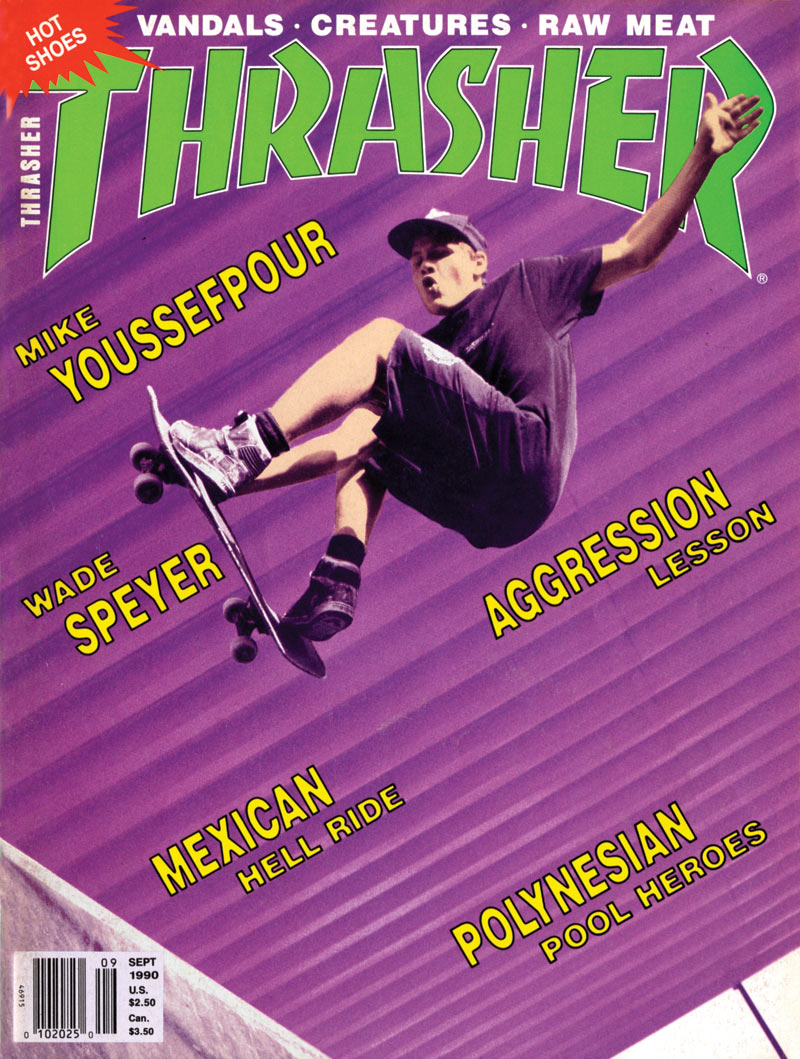 HOT
SHOES
VANDALS · CREATURES · RAW MEAT
THRASHER
THRASHER
®
MIKE
YOUSSEFPOUR
WADE
SPEYER
AGGRESSION
LESSON
MEXICAN
HELL RIDE
POLYNESIAN
POOL HEROES
09
SEPT
1990
U.S.
$2.50
Can.
$3.50
46915
0 102025 0